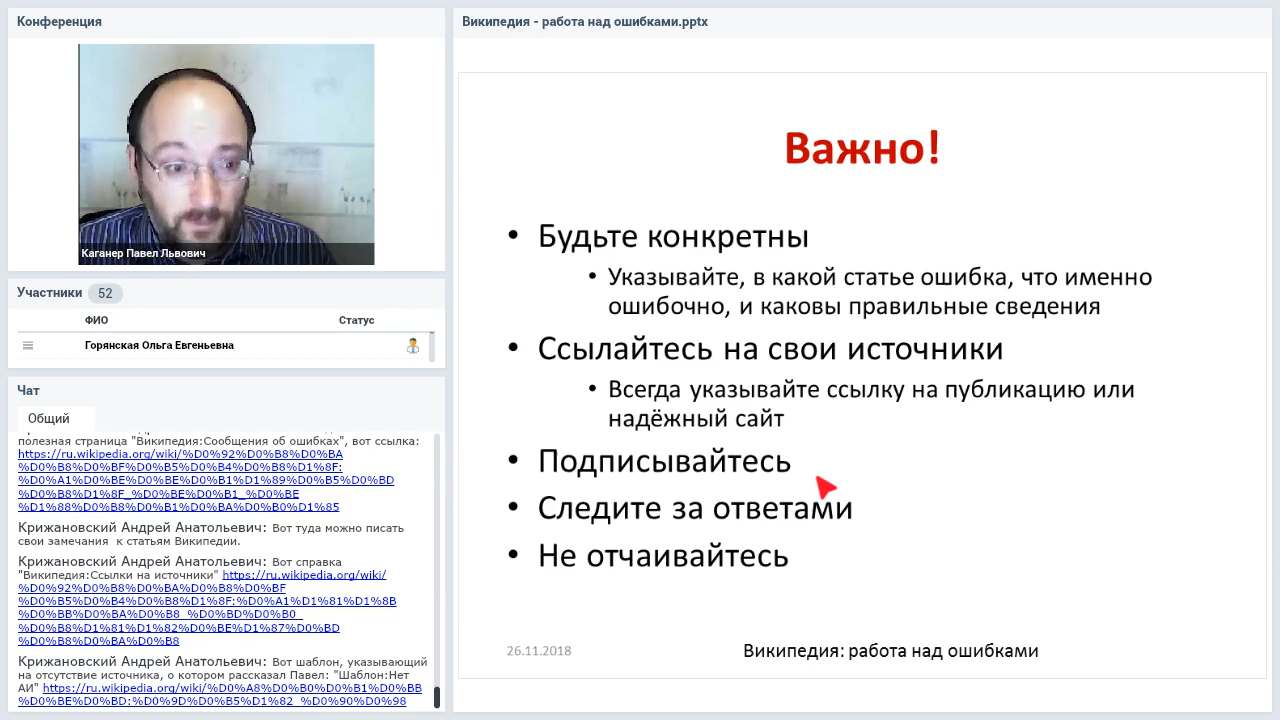 Конференция
Каганер Павел Львович
Участники 52
ФИО Статус
Горянская Ольга Евгеньевна
Чат
Общий
полезная страница "Википедия:Сообщения об ошибках", вот ссылка:
https://ru.wikipedia.org/wiki/%D0%92%D0%B8%D0%BA
%D0%B8%D0%BF%D0%B5%D0%B4%D0%B8%D1%8F:
%D0%A1%D0%BE%D0%BE%D0%B1%D1%89%D0%B5%D0%BD
%D0%B8%D1%8F_%D0%BE%D0%B1_%D0%BE
%D1%88%D0%B8%D0%B1%D0%BA%D0%B0%D1%85
Крижановский Андрей Анатольевич: Вот туда можно писать
свои замечания к статьям Википедии.
Крижановский Андрей Анатольевич: Вот справка
"Википедия:Ссылки на источники" https://ru.wikipedia.org/wiki/
%D0%92%D0%B8%D0%BA%D0%B8%D0%BF
%D0%B5%D0%B4%D0%B8%D1%8F:%D0%A1%D1%81%D1%8B
%D0%BB%D0%BA%D0%B8_%D0%BD%D0%B0_
%D0%B8%D1%81%D1%82%D0%BE%D1%87%D0%BD
%D0%B8%D0%BA%D0%B8
Крижановский Андрей Анатольевич: Вот шаблон, указывающий
на отсутствие источника, о котором рассказал Павел: "Шаблон:Нет
АИ" https://ru.wikipedia.org/wiki/%D0%A8%D0%B0%D0%B1%D0%BB
%D0%BE%D0%BD:%D0%9D%D0%B5%D1%82_%D0%90%D0%98
Википедия - работа над ошибками.pptx
Важно!
• Будьте конкретны
• Указывайте, в какой статье ошибка, что именно
ошибочно, и каковы правильные сведения
• Ссылайтесь на свои источники
• Всегда указывайте ссылку на публикацию или
надёжный сайт
• Подписывайтесь
• Следите за ответами
• Не отчаивайтесь
26.11.2018 Википедия: работа над ошибками